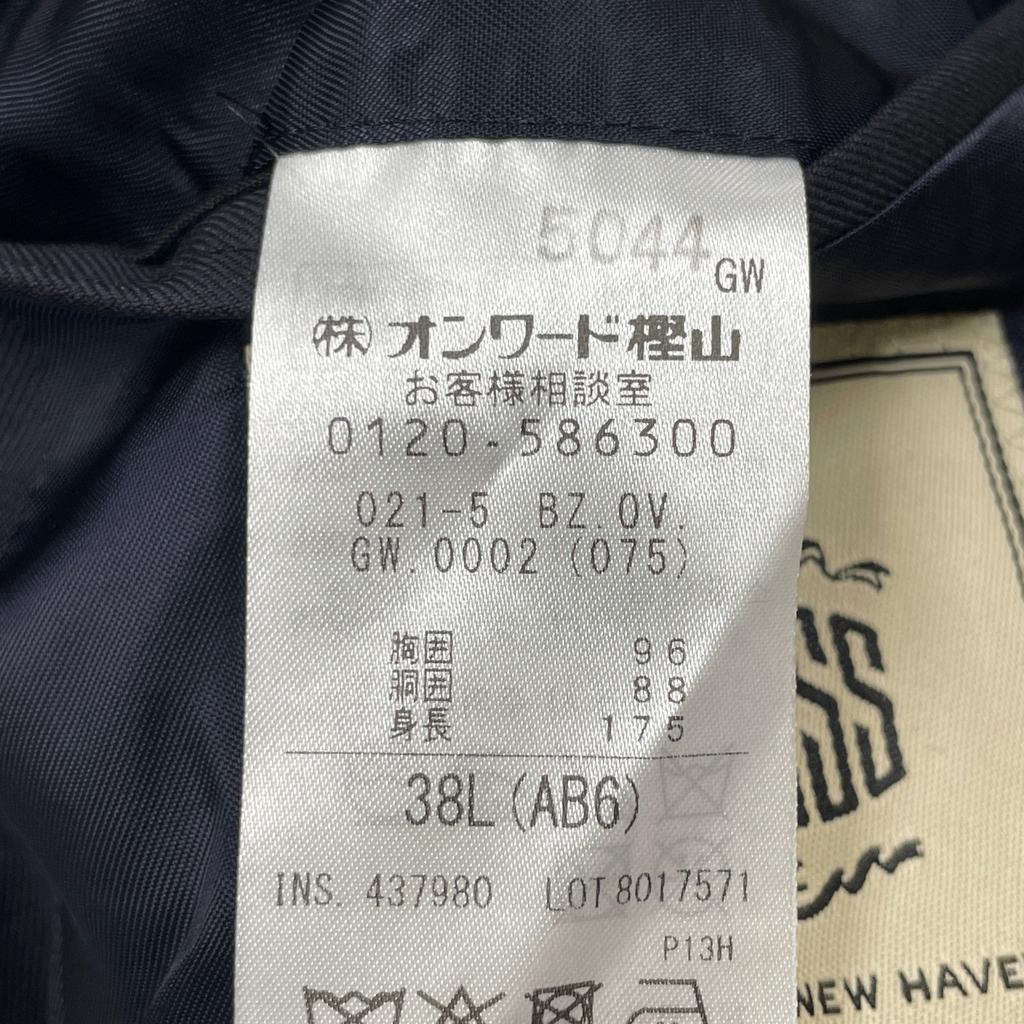 5044
GW
(株)オンワード樫山
お客様相談室
0120-586300
021-5 BZ.OV.
GW.0002 (075)
胸囲 96
胴囲 88
身長 175
38L(AB6)
INS. 437980 LOT 8017571
P13H
NEW HAVE